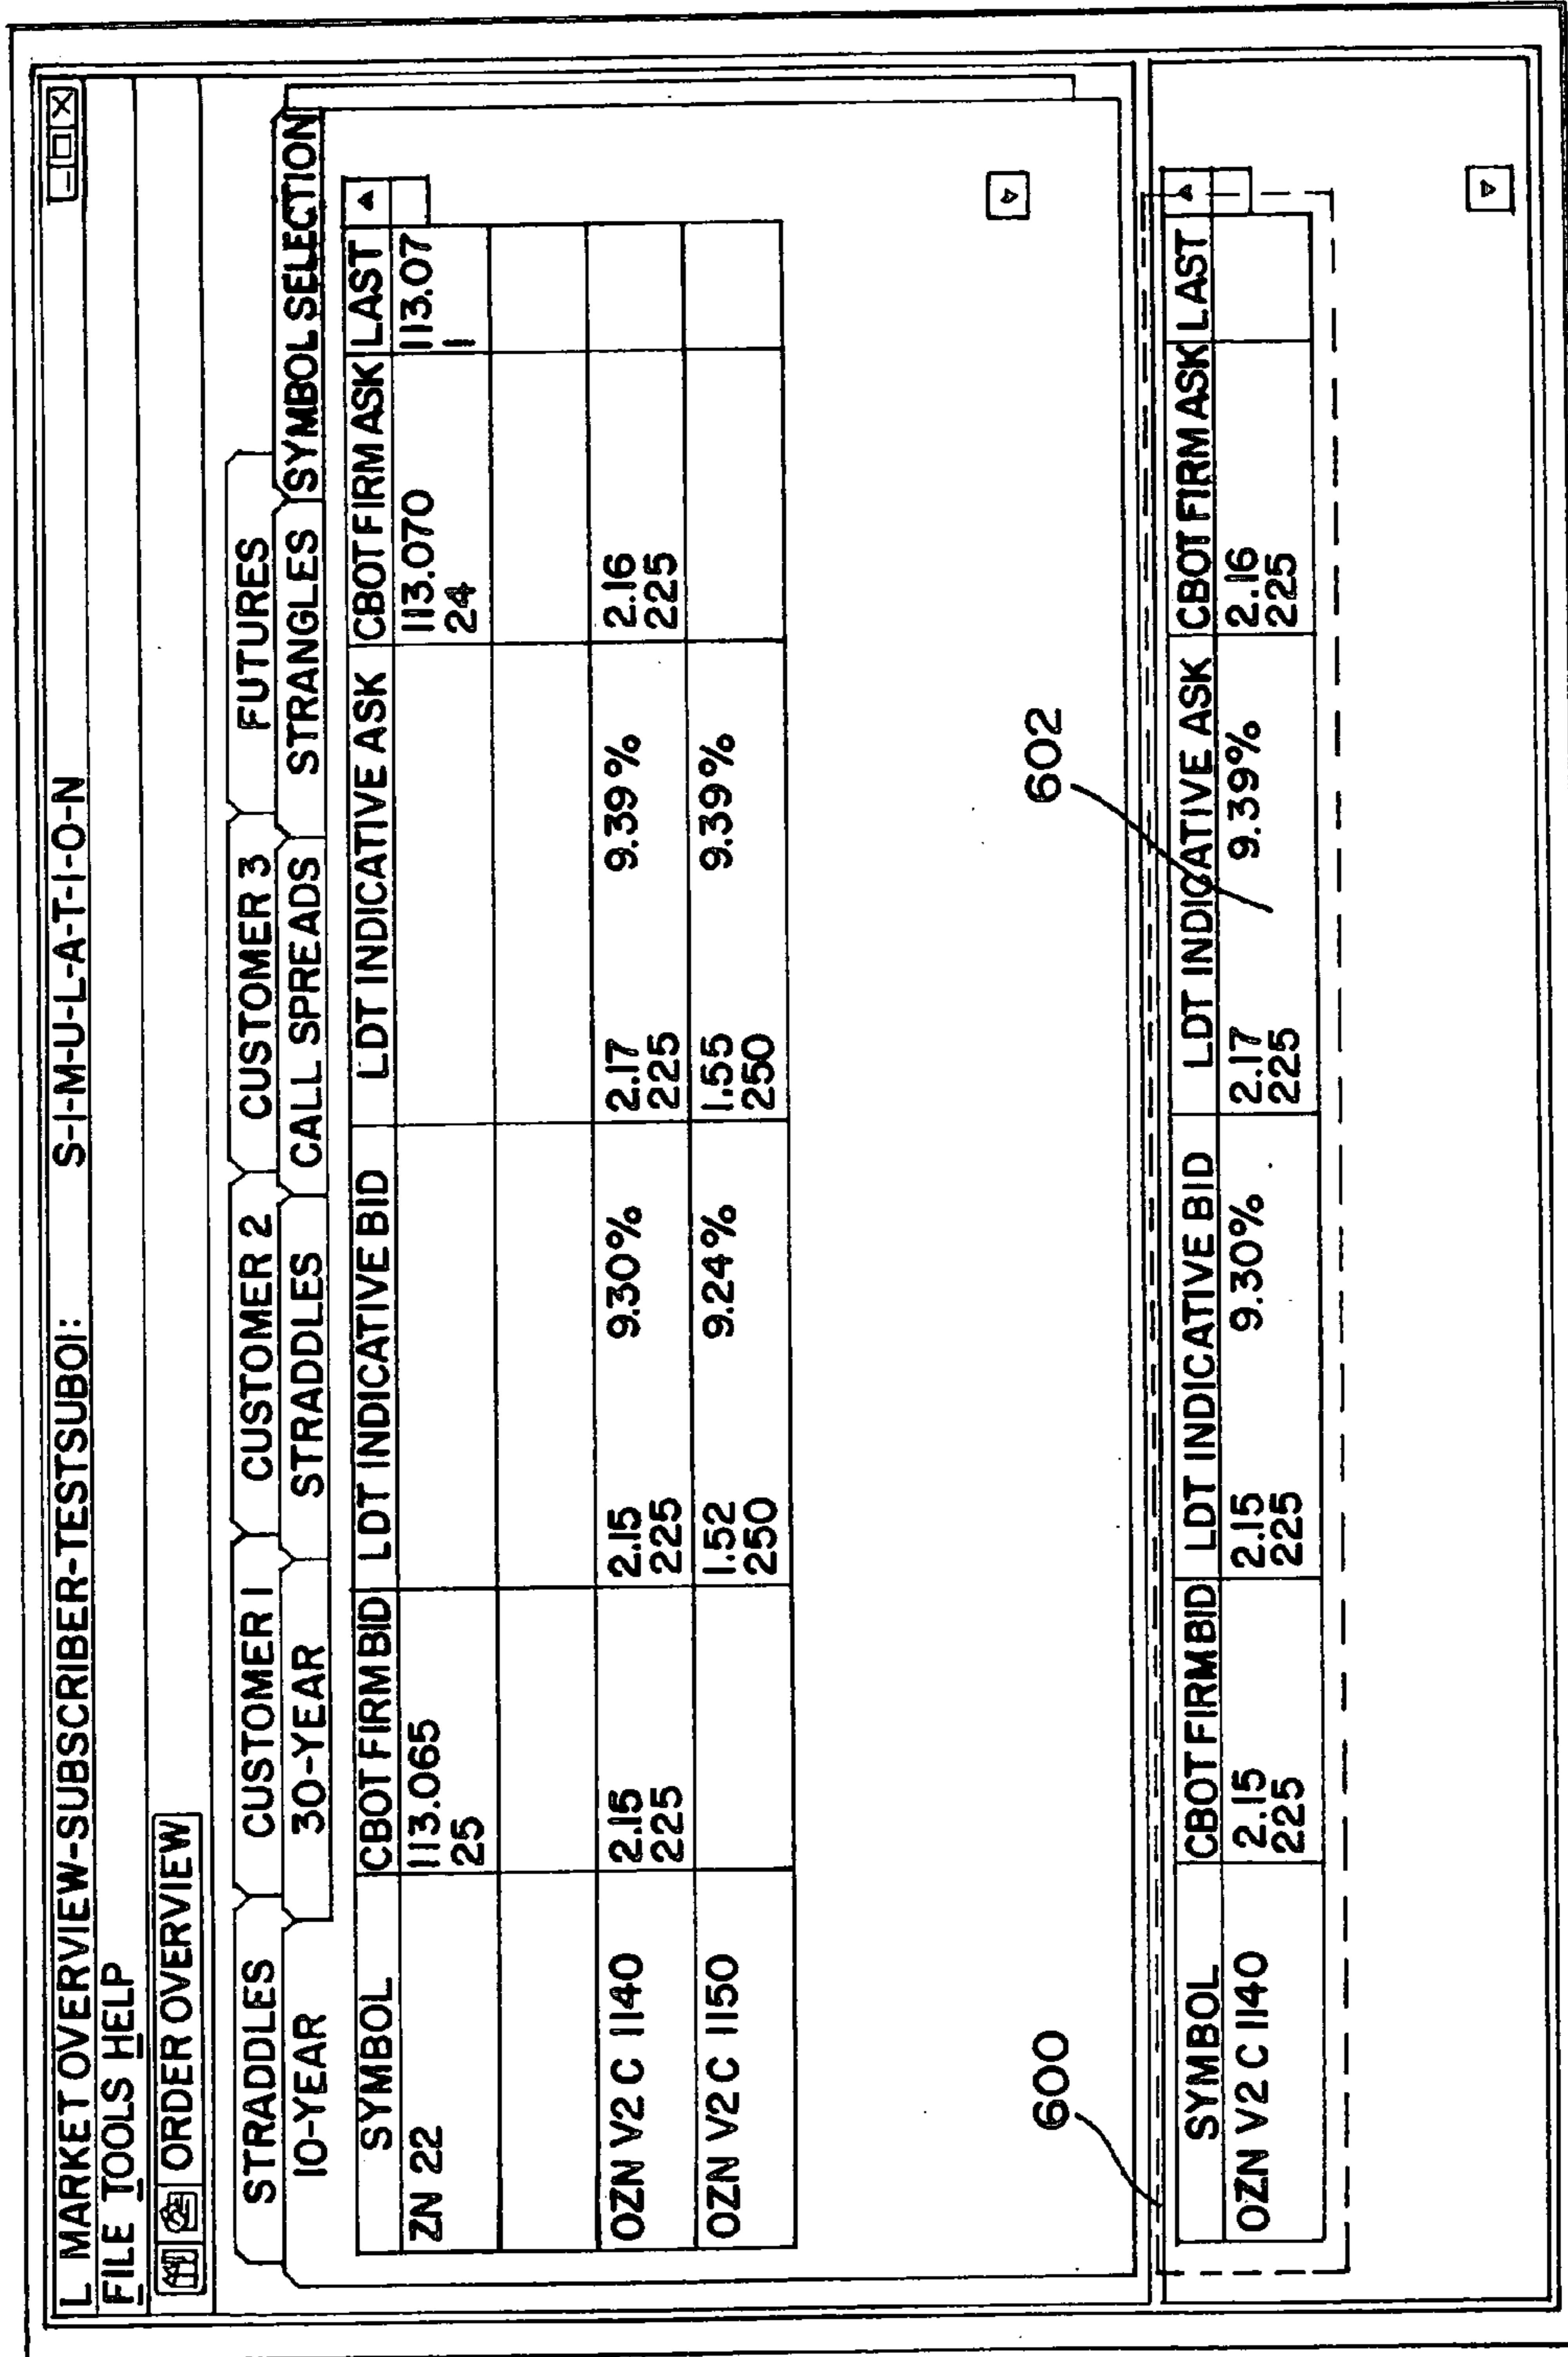 L MARKET OVERVIEW-SUBSCRIBER-TESTSUBOI: S-I-M-U-L-A-T-I-O-N
FILE TOOLS HELP
ORDER OVERVIEW
STRADDLES CUSTOMER 1 CUSTOMER 2 CUSTOMER 3 FUTURES
10-YEAR 30-YEAR STRADDLES CALL SPREADS STRANGLES SYMBOL SELECTION
SYMBOL CBOT FIRM BID LDT INDICATIVE BID LDT INDICATIVE ASK CBOT FIRM ASK LAST
ZN 22 113.065 113.070 113.07
25 24 1
OZN V2 C 1140 2.15 2.15 9.30% 2.17 9.39% 2.16
225 225 225 225
OZN V2 C 1150 1.52 9.24% 1.55 9.39%
250 250
600 602
SYMBOL CBOT FIRM BID LDT INDICATIVE BID LDT INDICATIVE ASK CBOT FIRM ASK LAST
OZN V2 C 1140 2.15 2.15 9.30% 2.17 9.39% 2.16
225 225 225 225